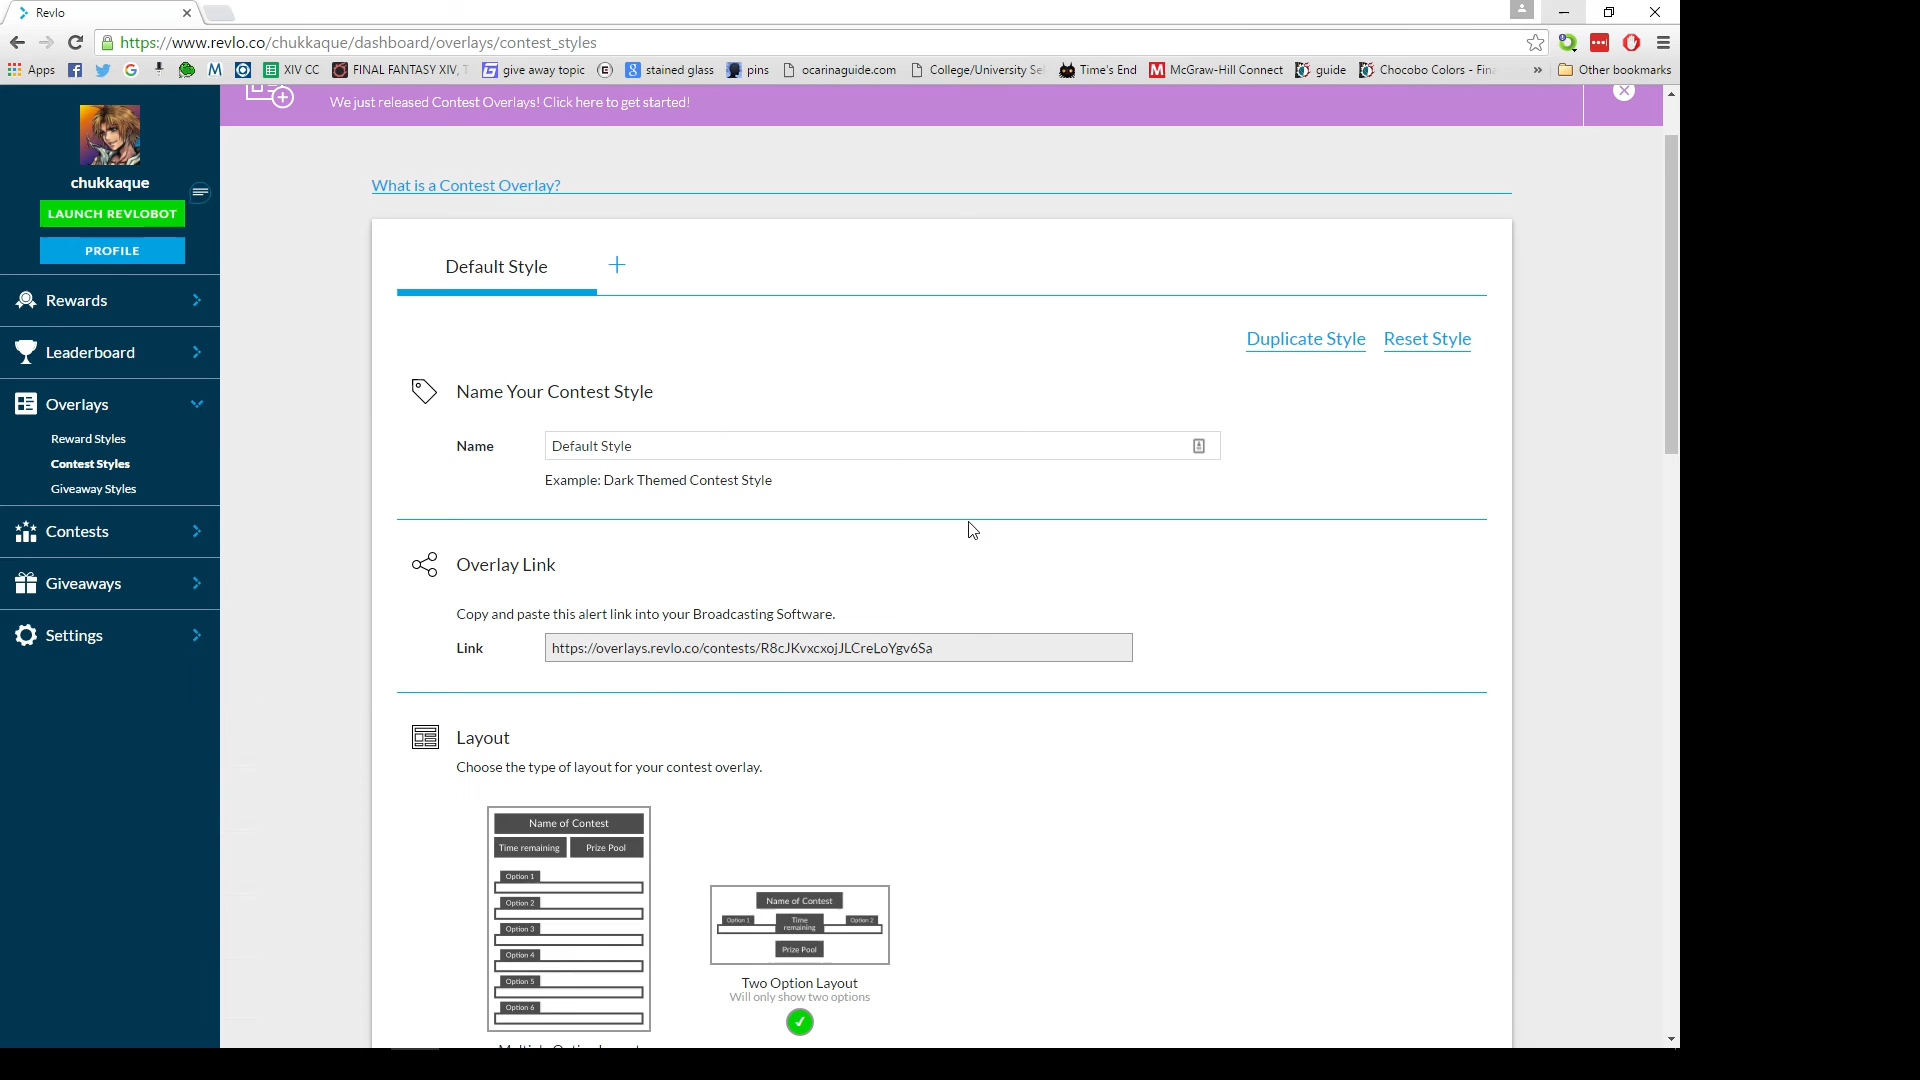 Revlo
https://www.revlo.co/chukkaque/dashboard/overlays/contest_styles
Apps
XIV CC
FINAL FANTASY XIV, T
give away topic
stained glass
pins
ocarinaguide.com
College/University Se
Time's End
McGraw-Hill Connect
guide
Chocobo Colors - Fin
Other bookmarks
We just released Contest Overlays! Click here to get started!
chukkaque
LAUNCH REVLOBOT
PROFILE
Rewards
Leaderboard
Overlays
Reward Styles
Contest Styles
Giveaway Styles
Contests
Giveaways
Settings
What is a Contest Overlay?
Default Style
Duplicate Style Reset Style
Name Your Contest Style
Name Default Style
Example: Dark Themed Contest Style
Overlay Link
Copy and paste this alert link into your Broadcasting Software.
Link https://overlays.revlo.co/contests/R8cJKvxcxojJLCreLoYgv6Sa
Layout
Choose the type of layout for your contest overlay.
Name of Contest
Time remaining Prize Pool
Option 1
Option 2
Option 3
Option 4
Option 5
Option 6
Name of Contest
Option 1
Time
remaining
Option 2
Prize Pool
Two Option Layout
Will only show two options